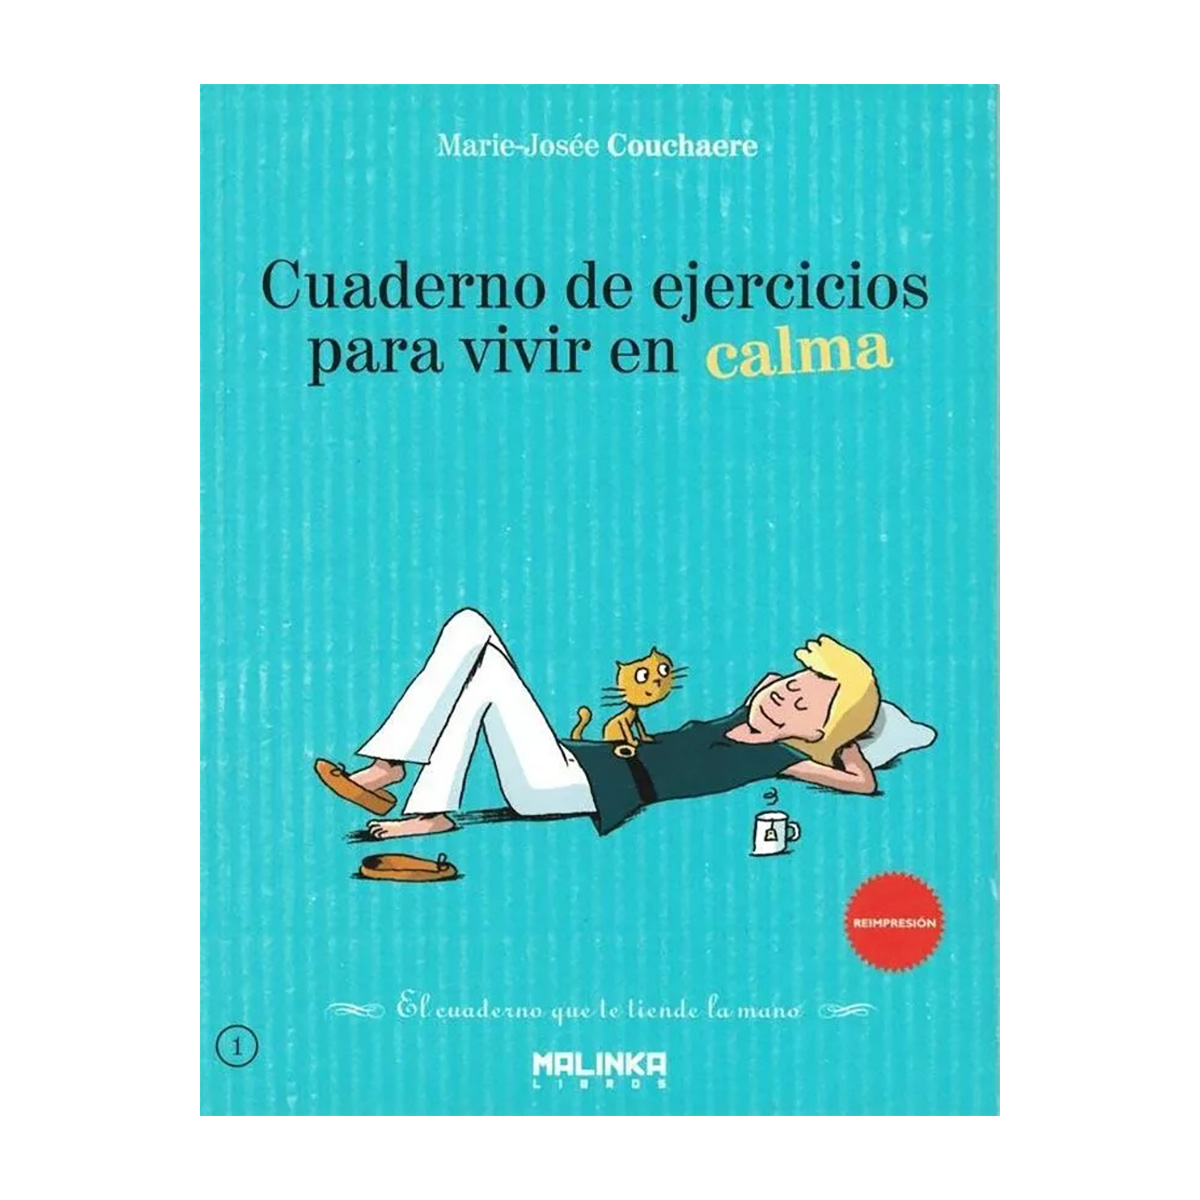 Marie-Josée Couchaere
Cuaderno de ejercicios
para vivir en calma
REIMPRESIÓN
El cuaderno que te tiende la mano
1
MALINKA
LIBROS